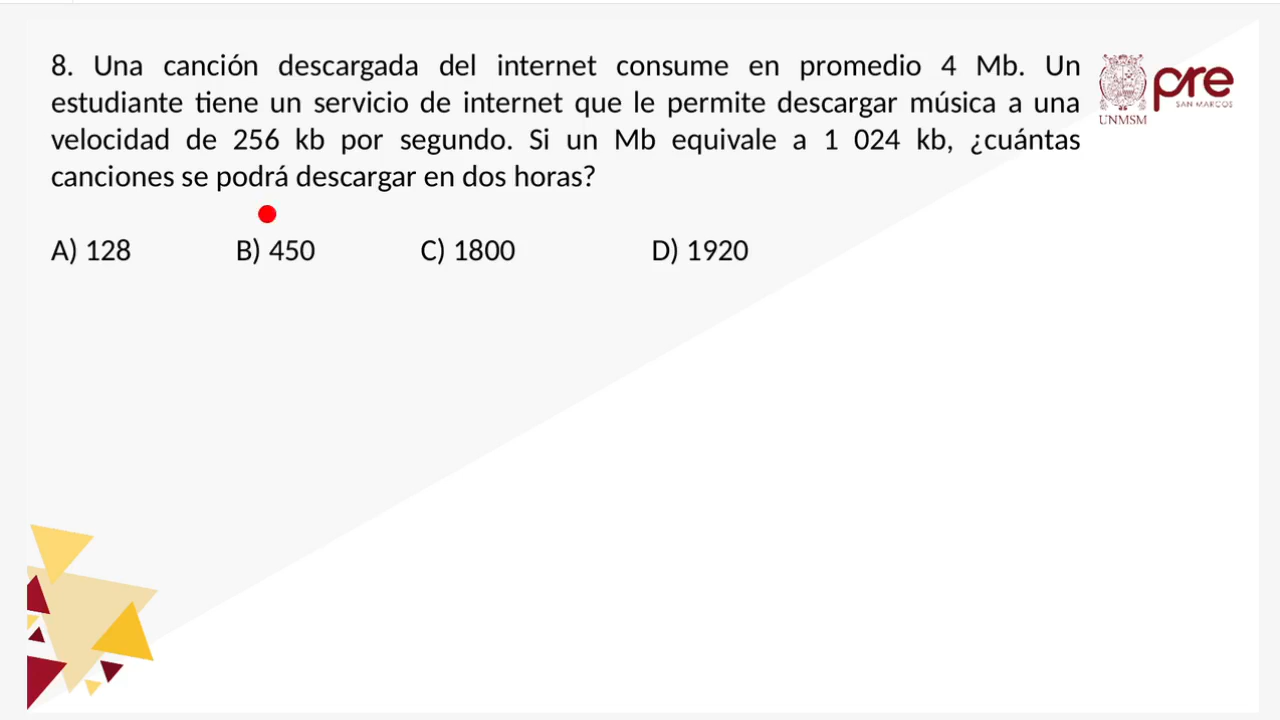 8. Una canción descargada del internet consume en promedio 4 Mb. Un
estudiante tiene un servicio de internet que le permite descargar música a una
velocidad de 256 kb por segundo. Si un Mb equivale a 1 024 kb, ¿cuántas
canciones se podrá descargar en dos horas?
A) 128 B) 450 C) 1800 D) 1920
UNMSM
pre
SAN MARCOS